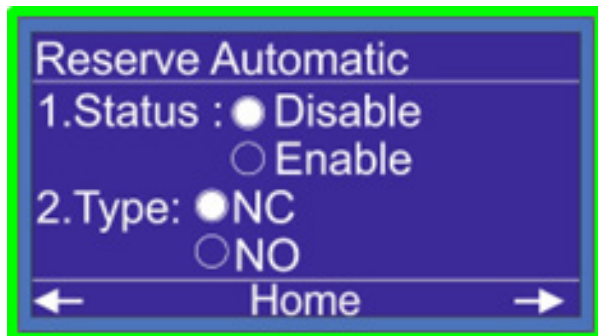 Reserve Automatic
1.Status : Disable
Enable
2.Type: NC
NO
Home